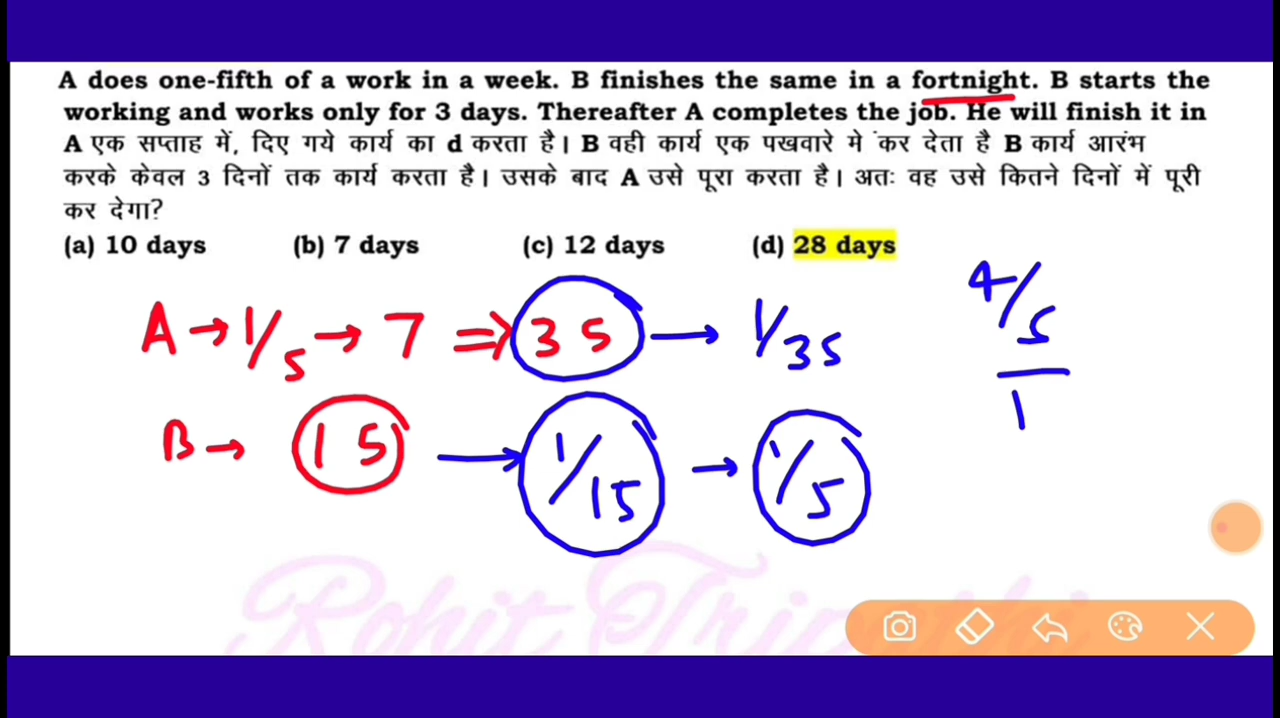 A does one-fifth of a work in a week. B finishes the same in a fortnight. B starts the
working and works only for 3 days. Thereafter A completes the job. He will finish it in
A एक सप्ताह में, दिए गये कार्य का d करता है। B वही कार्य एक पखवारे मे कर देता है B कार्य आरंभ
करके केवल 3 दिनों तक कार्य करता है। उसके बाद A उसे पूरा करता है। अतः वह उसे कितने दिनों में पूरी
कर देगा?
(a) 10 days (b) 7 days (c) 12 days (d) 28 days
A → 1/5 → 7 ⇒ 35 → 1/35
4/5
1
B → 15 → 1/15 → 1/5
Rohit